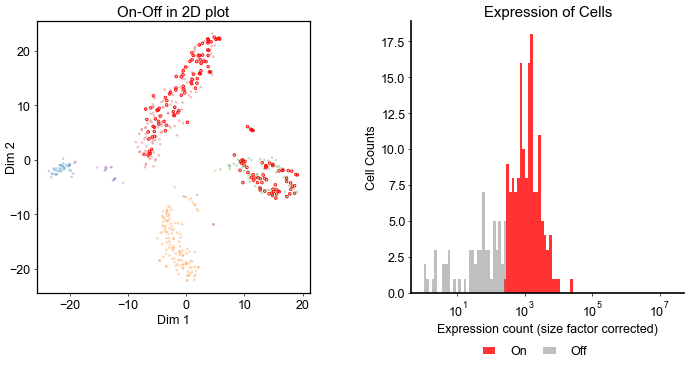 On-Off in 2D plot
Dim 2
20
10
0
−10
−20
−20 −10 0 10 20
Dim 1
Expression of Cells
Cell Counts
17.5
15.0
12.5
10.0
7.5
5.0
2.5
0.0
10^1 10^3 10^5 10^7
Expression count (size factor corrected)
On Off